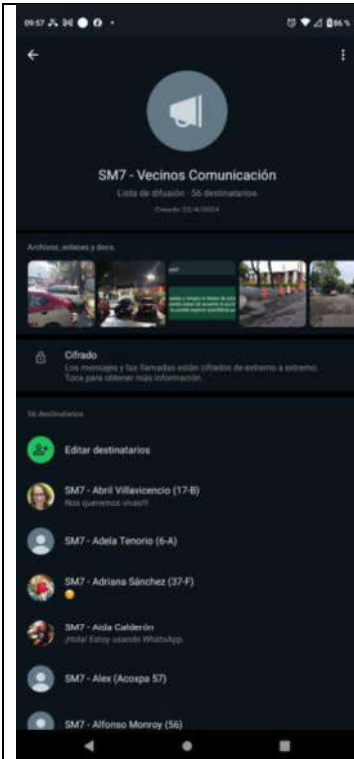 09:57
86 %
SM7 - Vecinos Comunicación
Lista de difusión · 56 destinatarios
Creada 22/4/2024
Archivos, enlaces y docs.
Cifrado
Los mensajes y las llamadas están cifrados de extremo a extremo.
Toca para obtener más información.
56 destinatarios
Editar destinatarios
SM7 - Abril Villavicencio (17-B)
Nos queremos vivas!!!
SM7 - Adela Tenorio (6-A)
SM7 - Adriana Sánchez (37-F)
SM7 - Aida Calderón
¡Hola! Estoy usando WhatsApp.
SM7 - Alex (Acoxpa 57)
SM7 - Alfonso Monroy (56)